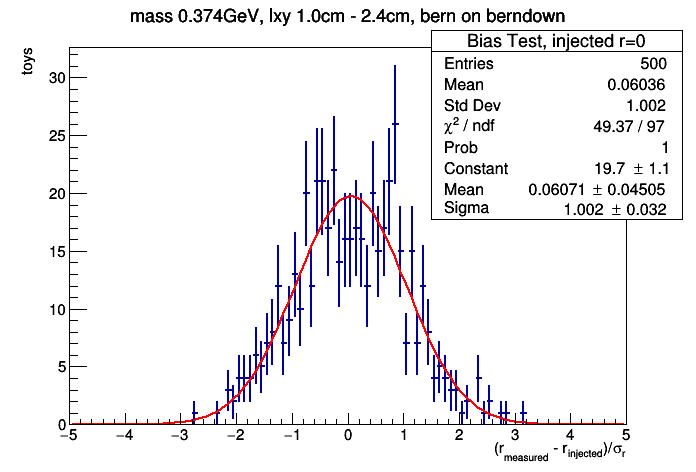 mass 0.374GeV, lxy 1.0cm - 2.4cm, bern on berndown
Bias Test, injected r=0
Entries 500
Mean 0.06036
Std Dev 1.002
χ² / ndf 49.37 / 97
Prob 1
Constant 19.7 ± 1.1
Mean 0.06071 ± 0.04505
Sigma 1.002 ± 0.032
toys
30
25
20
15
10
5
0
−5 −4 −3 −2 −1 0 1 2 3 4 5
(r_measured - r_injected)/σ_r